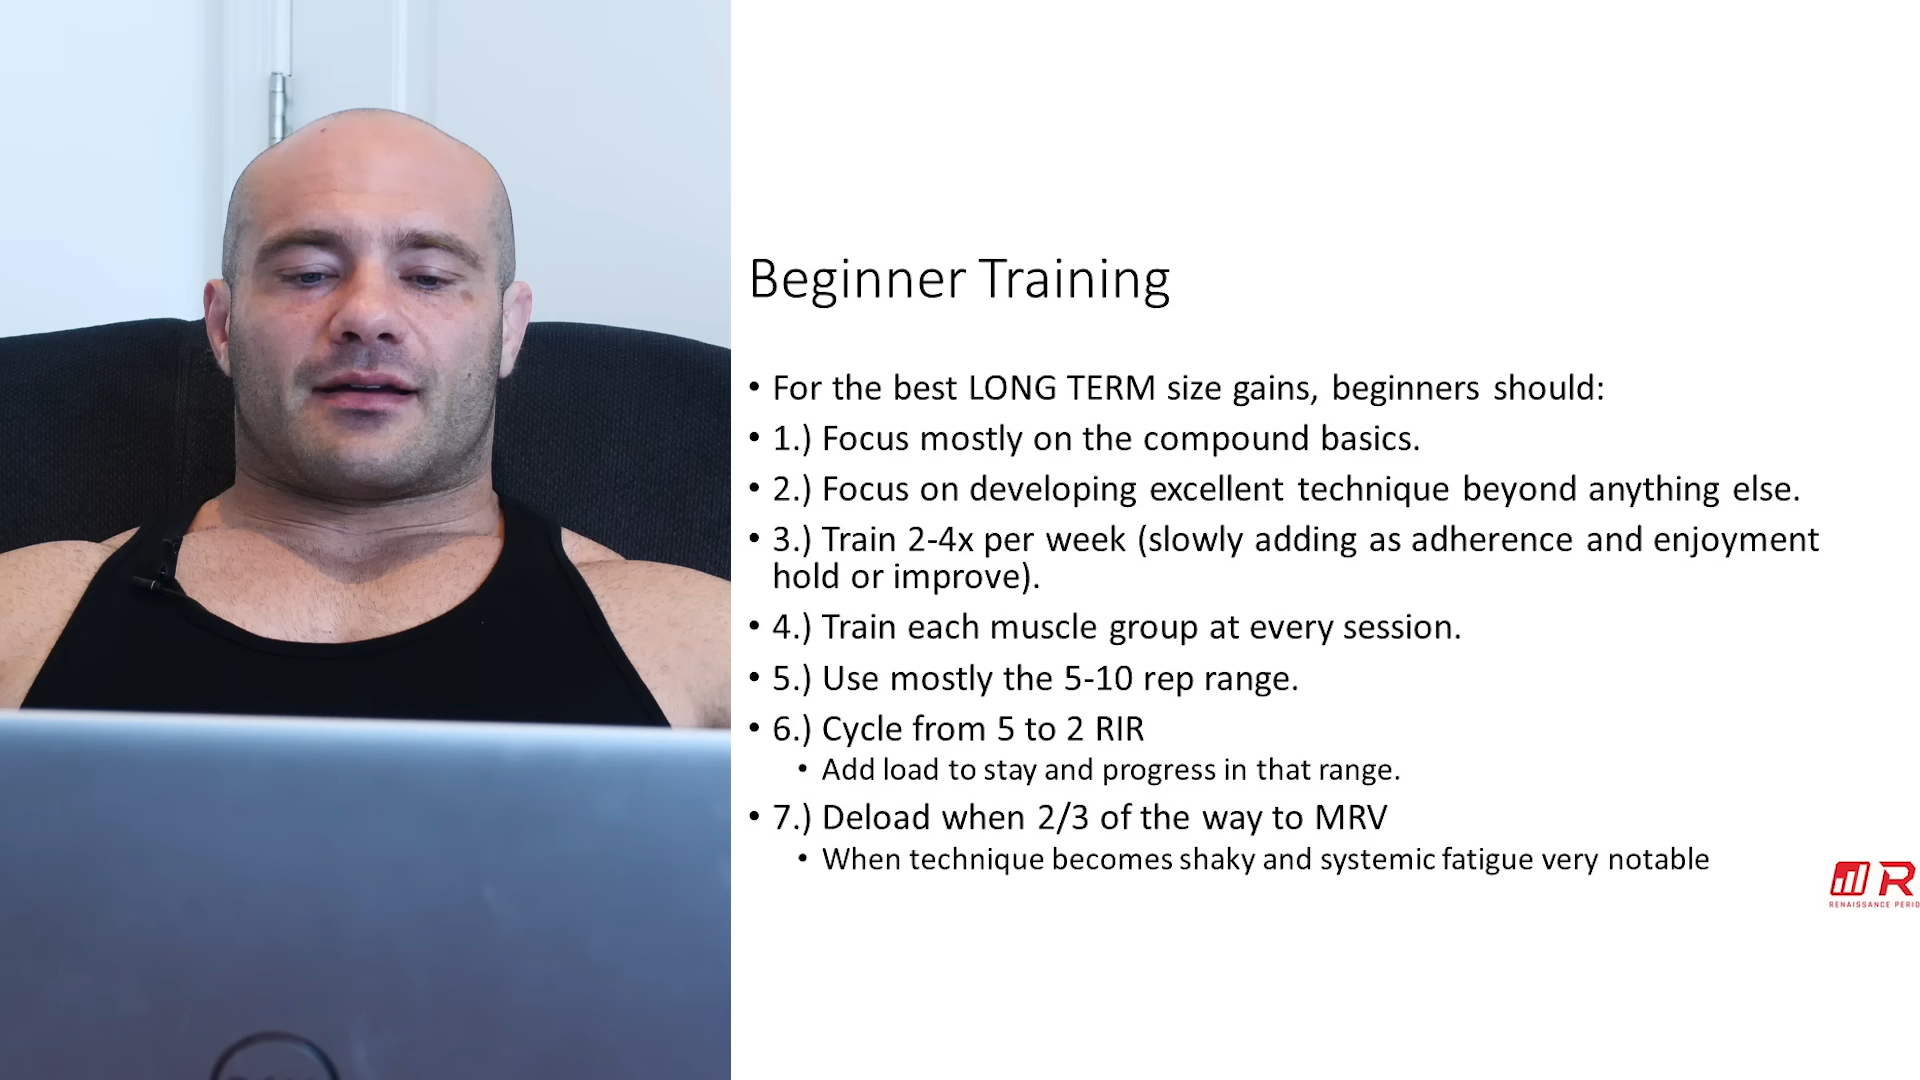 Beginner Training
• For the best LONG TERM size gains, beginners should:
• 1.) Focus mostly on the compound basics.
• 2.) Focus on developing excellent technique beyond anything else.
• 3.) Train 2-4x per week (slowly adding as adherence and enjoyment
hold or improve).
• 4.) Train each muscle group at every session.
• 5.) Use mostly the 5-10 rep range.
• 6.) Cycle from 5 to 2 RIR
• Add load to stay and progress in that range.
• 7.) Deload when 2/3 of the way to MRV
• When technique becomes shaky and systemic fatigue very notable
R
RENAISSANCE PERIO